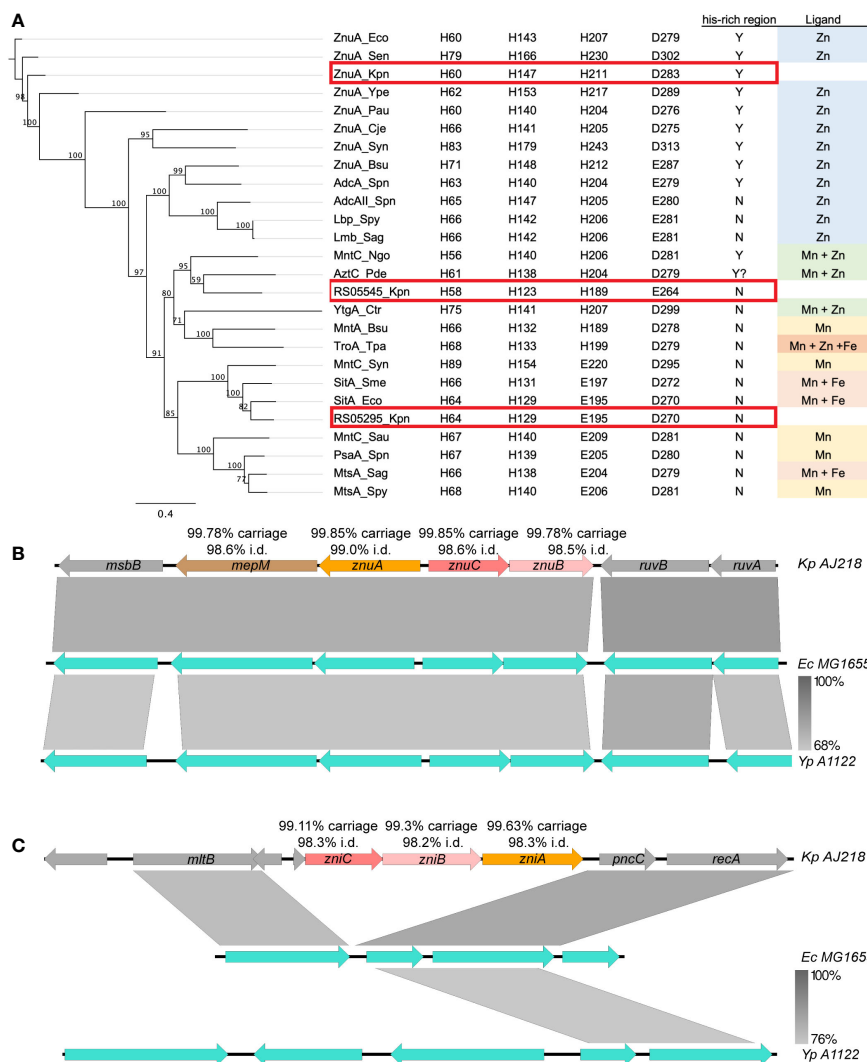 A
his-rich region Ligand
ZnuA_Eco H60 H143 H207 D279 Y Zn
ZnuA_Sen H79 H166 H230 D302 Y Zn
ZnuA_Kpn H60 H147 H211 D283 Y
98
ZnuA_Ype H62 H153 H217 D289 Y Zn
100
ZnuA_Pau H60 H140 H204 D276 Y Zn
ZnuA_Cje H66 H141 H205 D275 Y Zn
95
ZnuA_Syn H83 H179 H243 D313 Y Zn
100
ZnuA_Bsu H71 H148 H212 E287 Y Zn
99
AdcA_Spn H63 H140 H204 E279 Y Zn
100
AdcAII_Spn H65 H147 H205 E280 N Zn
100
Lbp_Spy H66 H142 H206 E281 N Zn
100
Lmb_Sag H66 H142 H206 E281 N Zn
MntC_Ngo H56 H140 H206 D281 Y Mn + Zn
100
AztC_Pde H61 H138 H204 D279 Y? Mn + Zn
97
59
RS05545_Kpn H58 H123 H189 E264 N
80
YtgA_Ctr H75 H141 H207 D299 N Mn + Zn
71
MntA_Bsu H66 H132 H189 D278 N Mn
100
TroA_Tpa H68 H133 H199 D279 N Mn + Zn +Fe
91
MntC_Syn H89 H154 E220 D295 N Mn
SitA_Sme H66 H131 E197 D272 N Mn + Fe
100
SitA_Eco H64 H129 E195 D270 N Mn + Fe
100
82
RS05295_Kpn H64 H129 E195 D270 N
85
MntC_Sau H67 H140 E209 D281 N Mn
100
PsaA_Spn H67 H139 E205 D280 N Mn
100
MtsA_Sag H66 H138 E204 D279 N Mn + Fe
77
MtsA_Spy H68 H140 E206 D281 N Mn
0.4
B
99.78% carriage 99.85% carriage 99.85% carriage 99.78% carriage
98.6% i.d. 99.0% i.d. 98.6% i.d. 98.5% i.d.
msbB mepM znuA znuC znuB ruvB ruvA Kp AJ218
Ec MG1655
100%
68%
Yp A1122
C
99.11% carriage 99.3% carriage 99.63% carriage
98.3% i.d. 98.2% i.d. 98.3% i.d.
mltB zniC zniB zniA pncC recA Kp AJ218
Ec MG165
100%
76%
Yp A1122